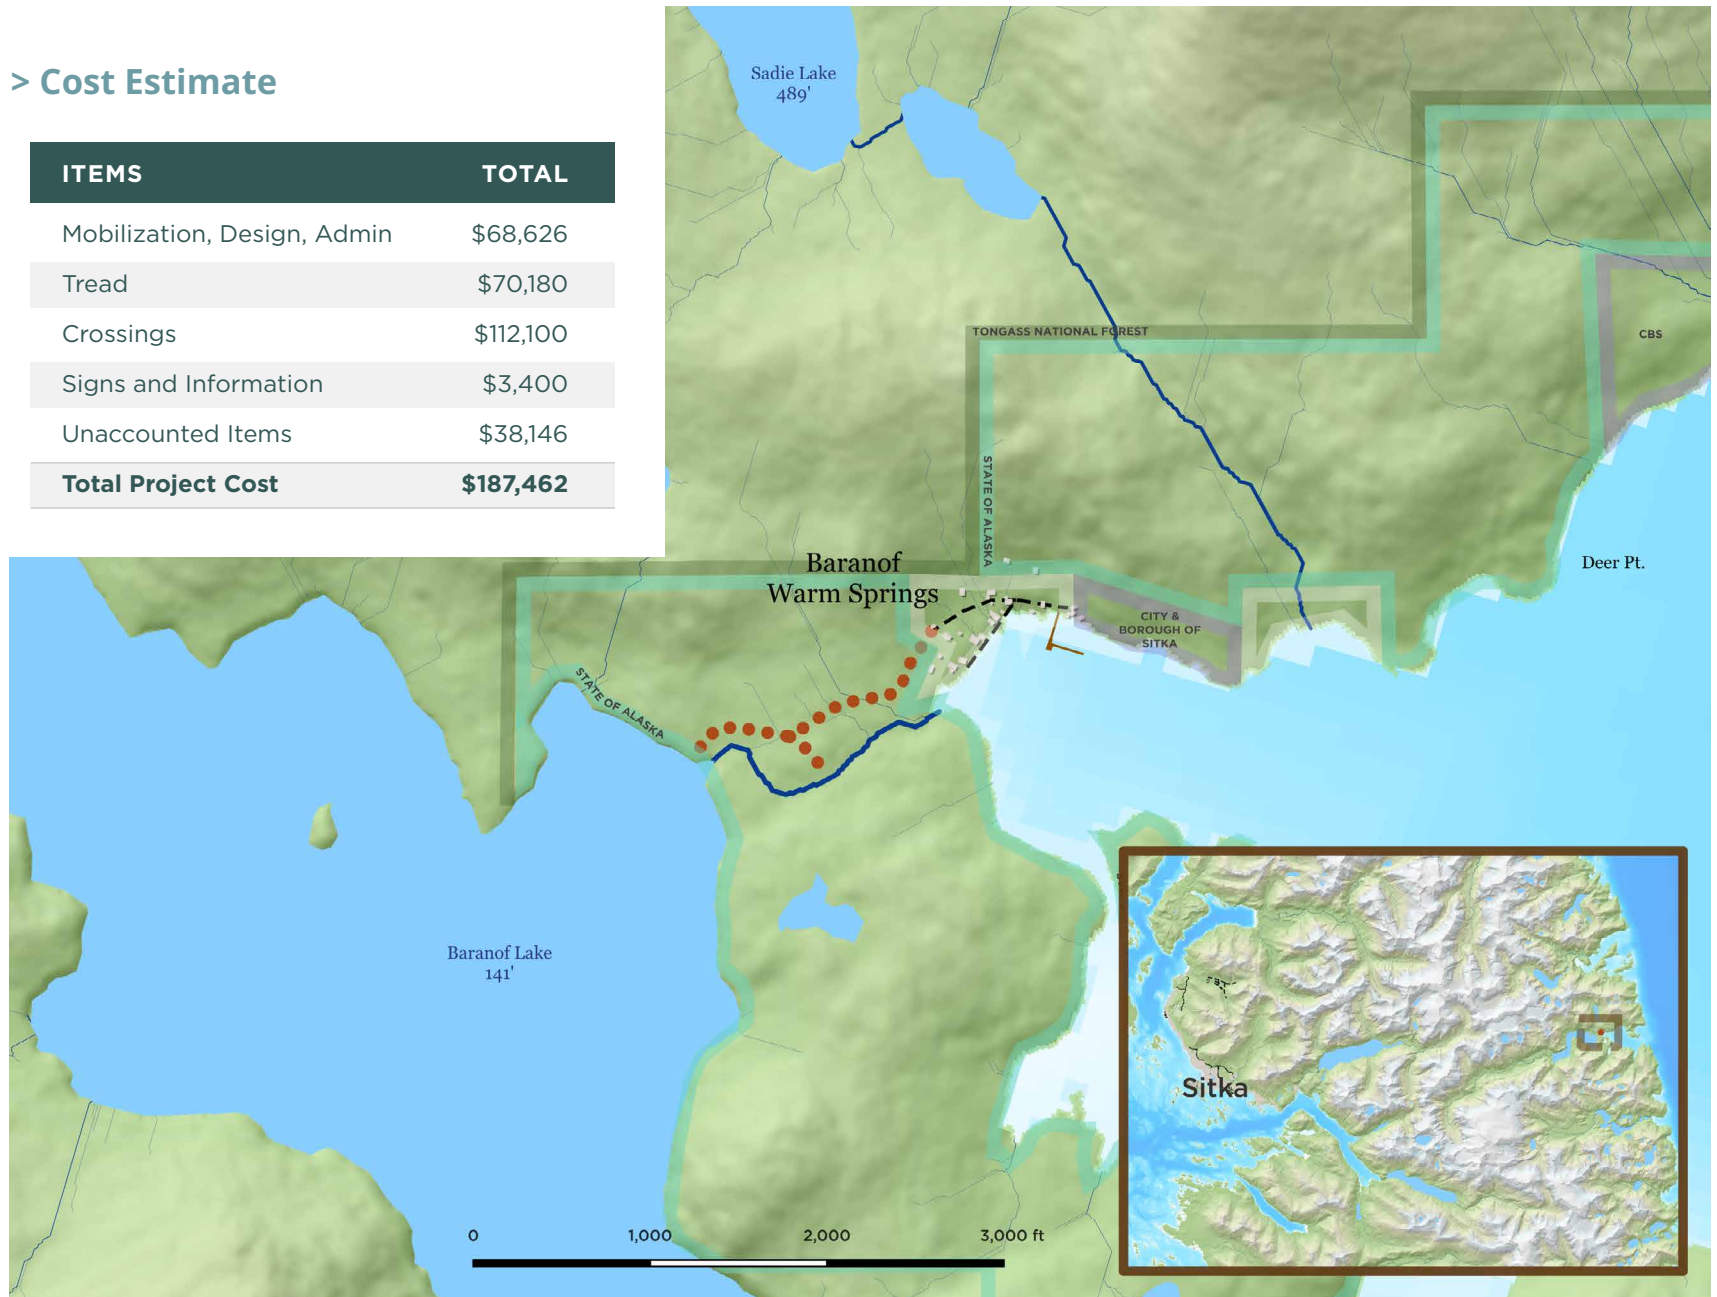 > Cost Estimate
ITEMS TOTAL
Mobilization, Design, Admin $68,626
Tread $70,180
Crossings $112,100
Signs and Information $3,400
Unaccounted Items $38,146
Total Project Cost $187,462
Sadie Lake
489'
TONGASS NATIONAL FOREST
CBS
STATE OF ALASKA
Baranof
Warm Springs
Deer Pt.
CITY &
BOROUGH OF
SITKA
STATE OF ALASKA
Baranof Lake
141'
Sitka
0 1,000 2,000 3,000 ft